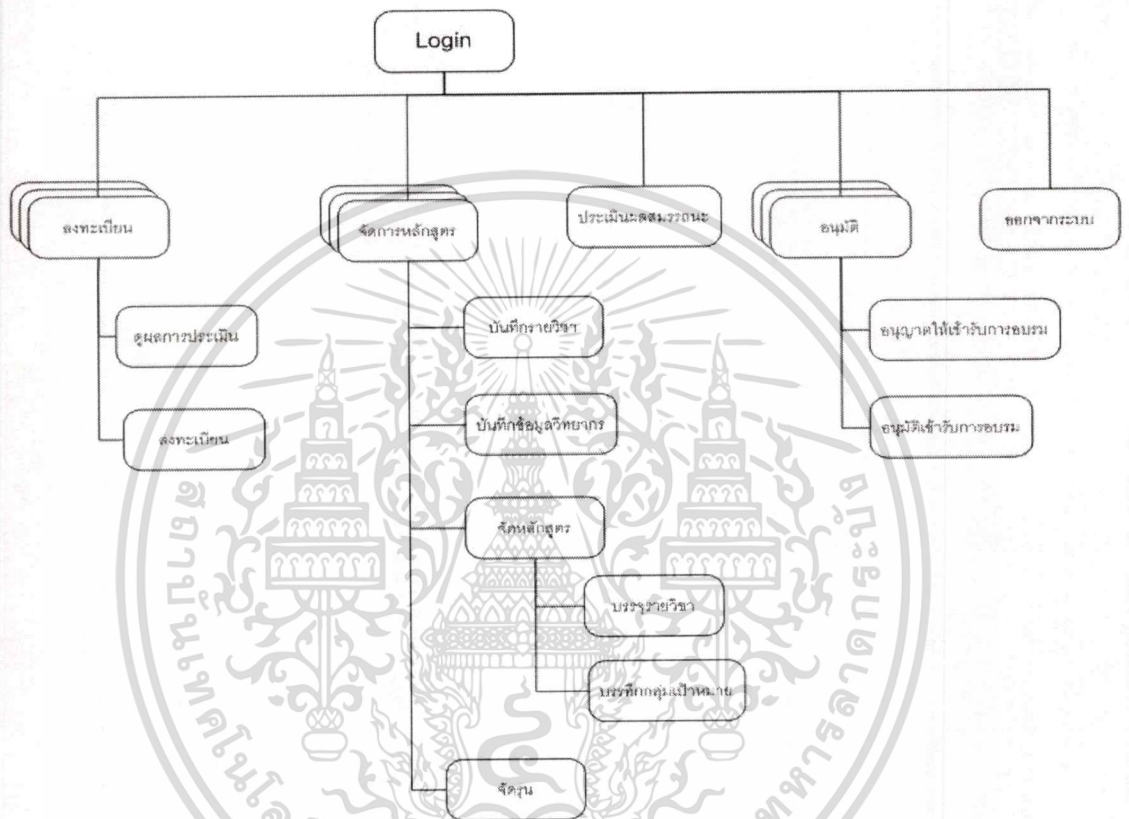 Login
ลงทะเบียน
จัดการหลักสูตร
ประเมินผลสมรรถนะ
อนุมัติ
ออกจากระบบ
ดูผลการประเมิน
บันทึกรายวิชา
อนุญาตให้เข้ารับการอบรม
ลงทะเบียน
บันทึกข้อมูลวิทยากร
อนุมัติเข้ารับการอบรม
จัดหลักสูตร
บรรจุรายวิชา
บรรทึกกลุ่มเป้าหมาย
จัดรุ่น